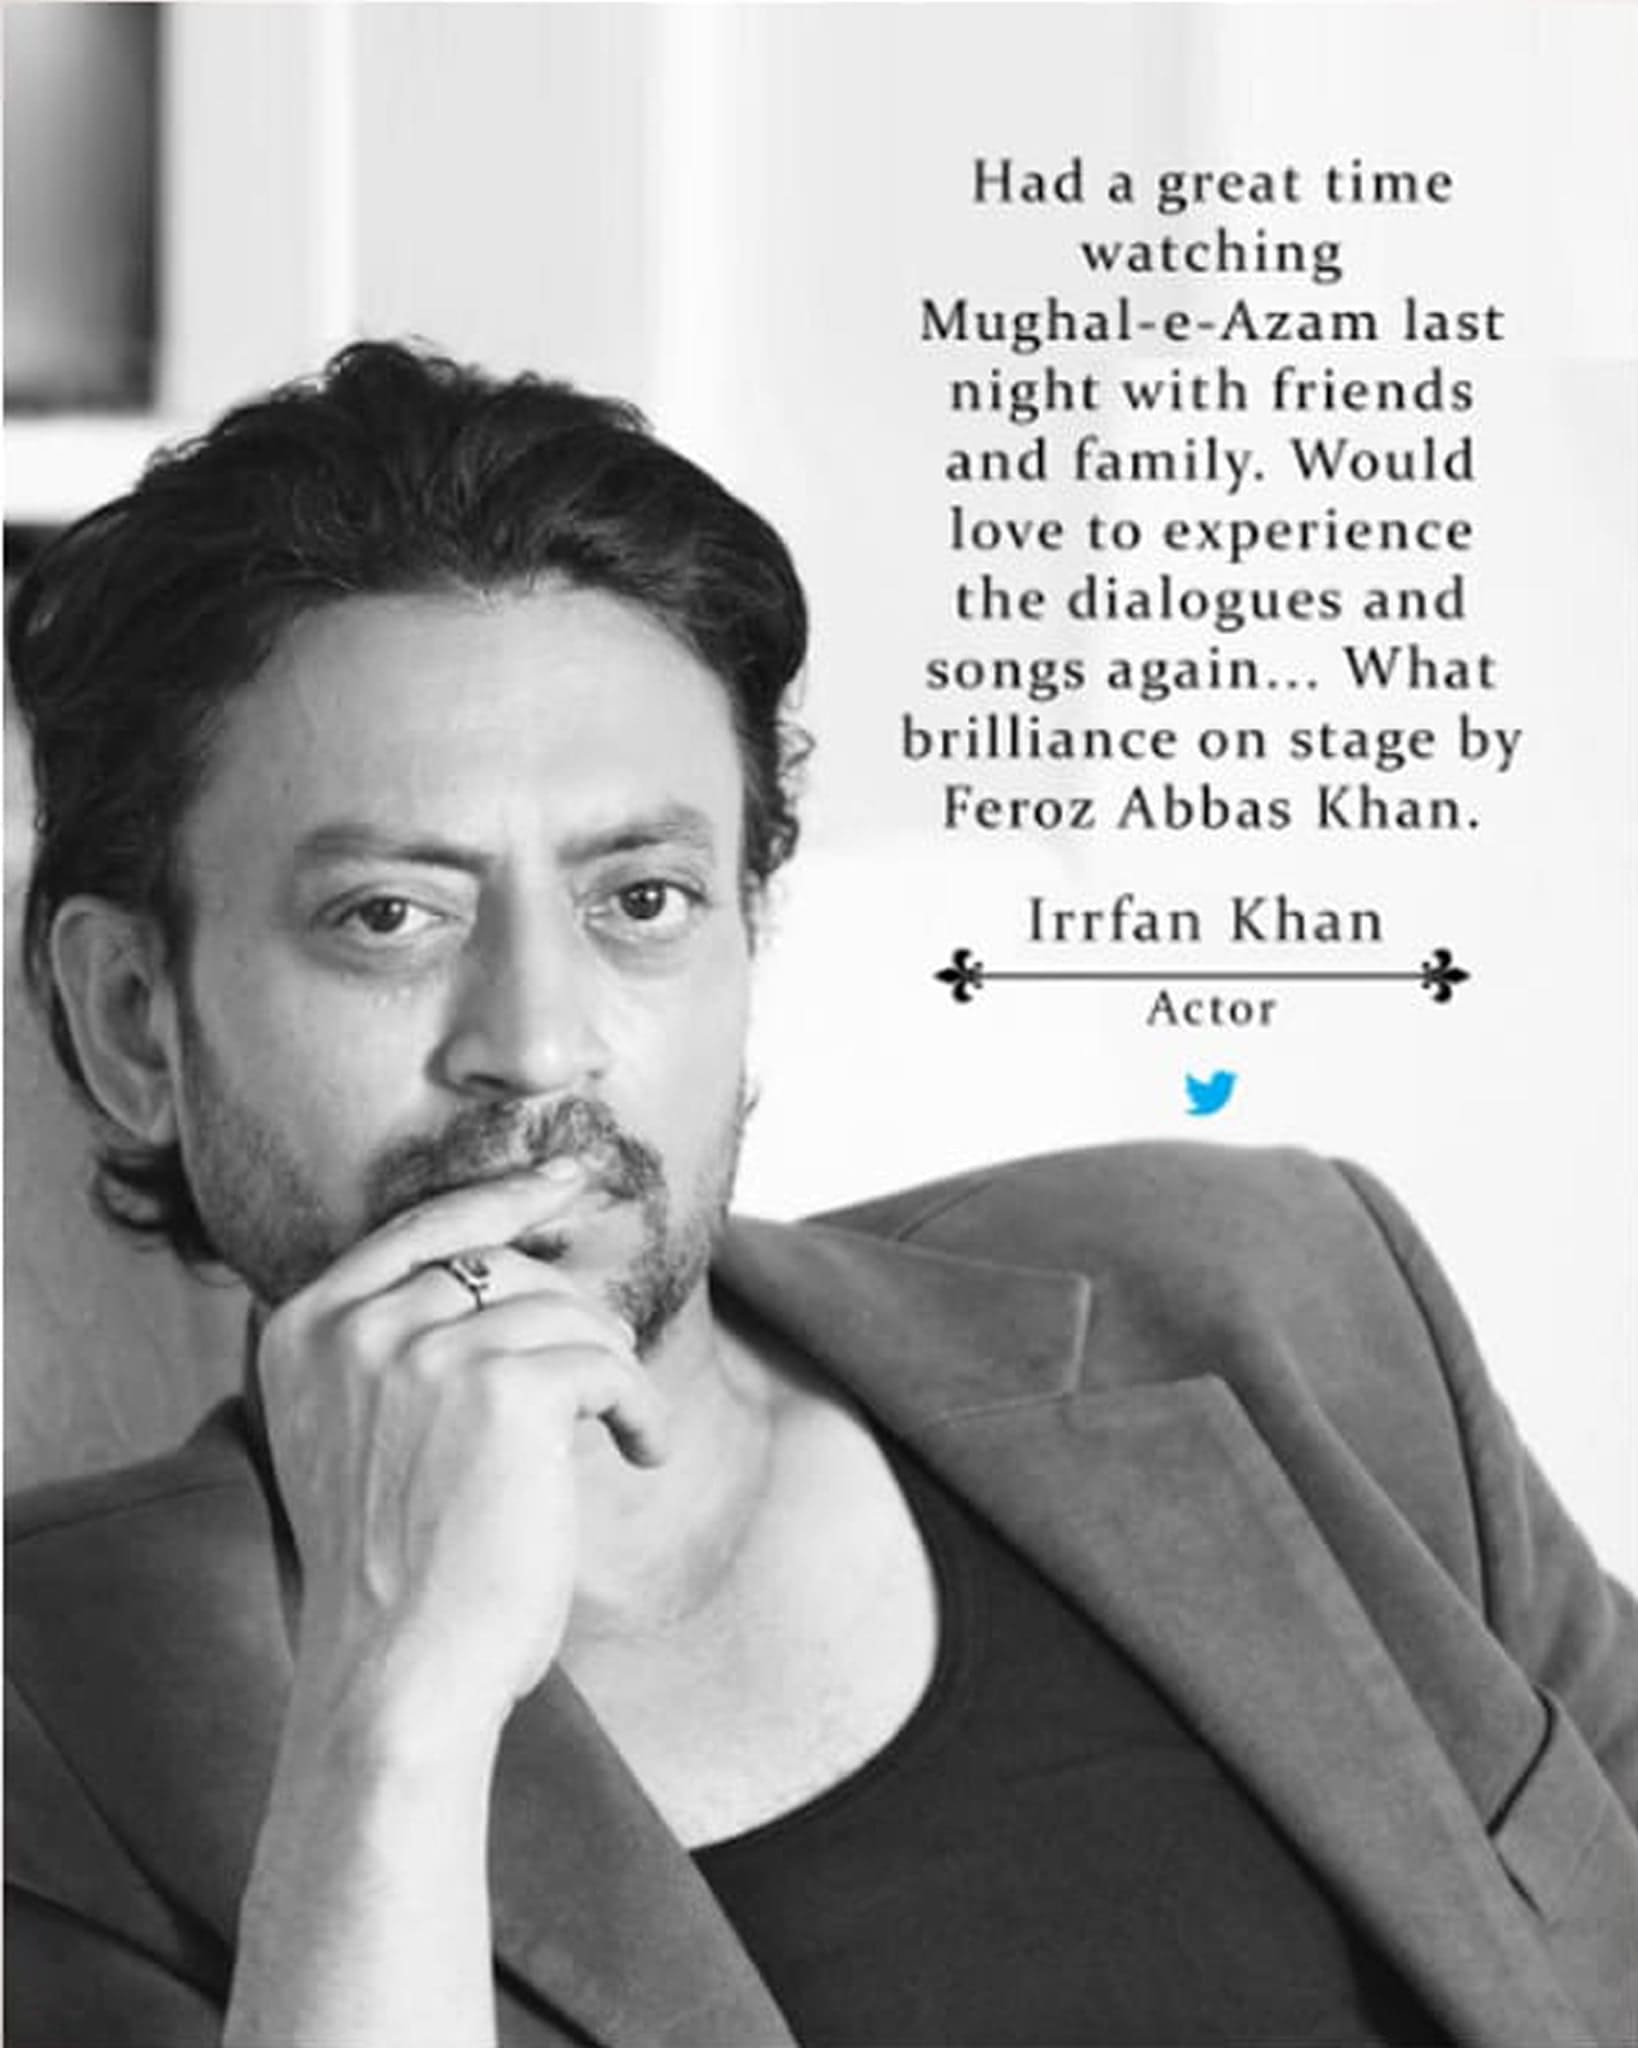 Had a great time
watching
Mughal-e-Azam last
night with friends
and family. Would
love to experience
the dialogues and
songs again... What
brilliance on stage by
Feroz Abbas Khan.
Irrfan Khan
Actor